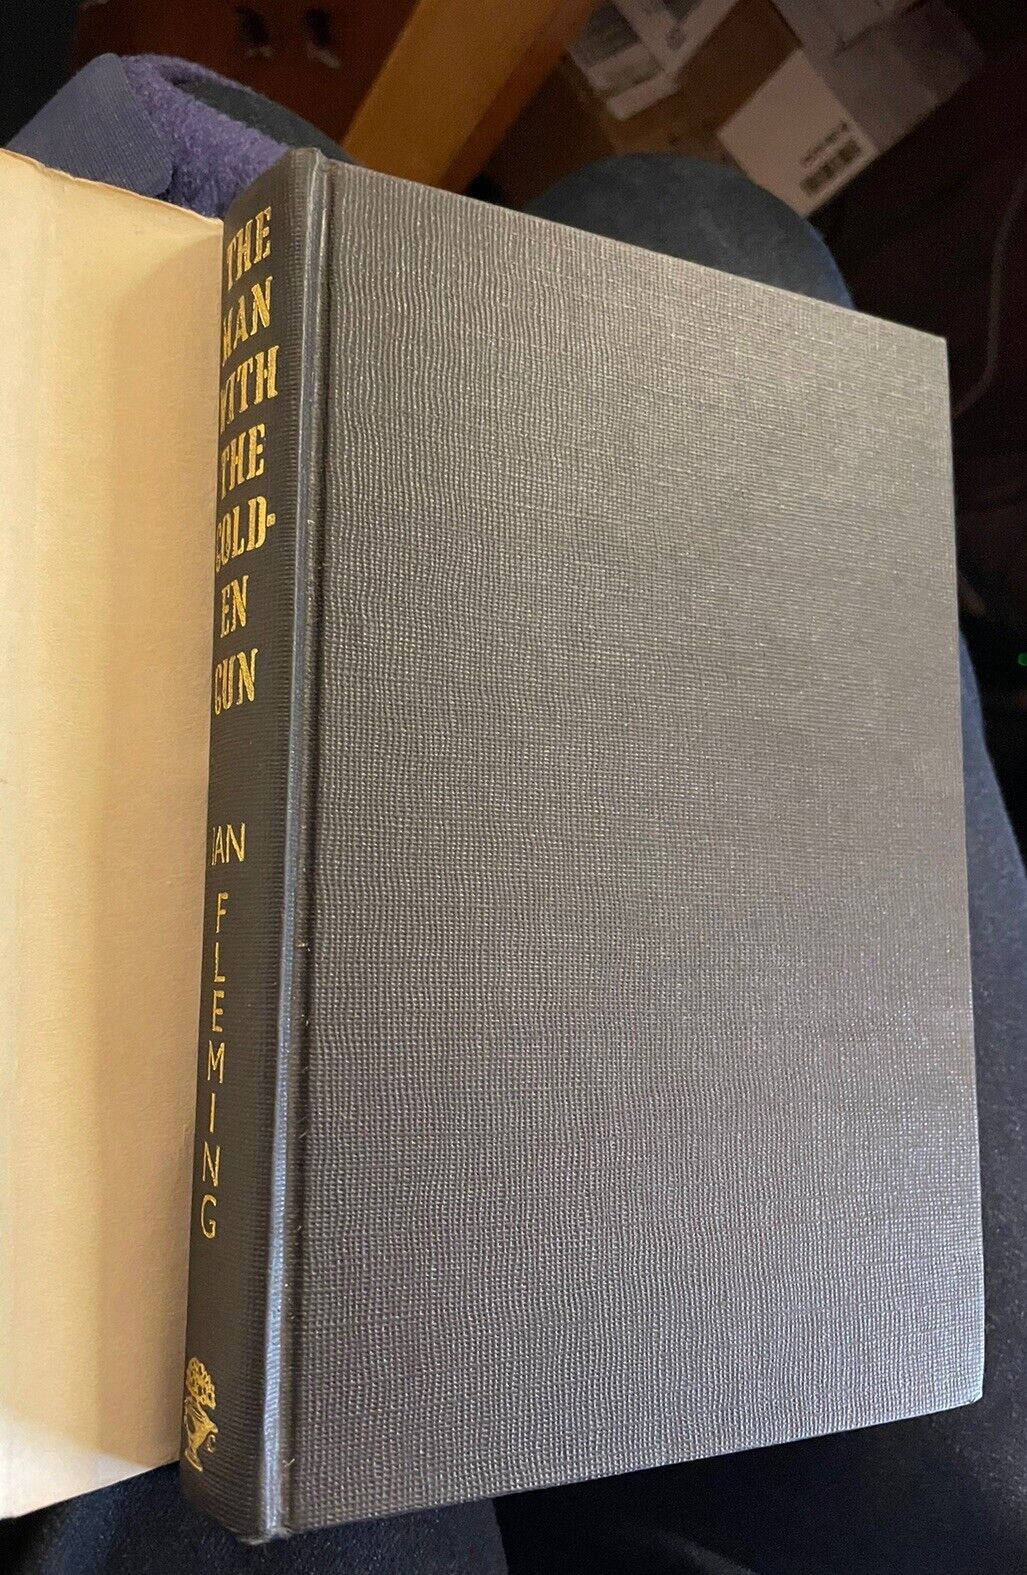 THE
MAN
WITH
THE
GOLD-
EN
GUN
IAN
FLEMING